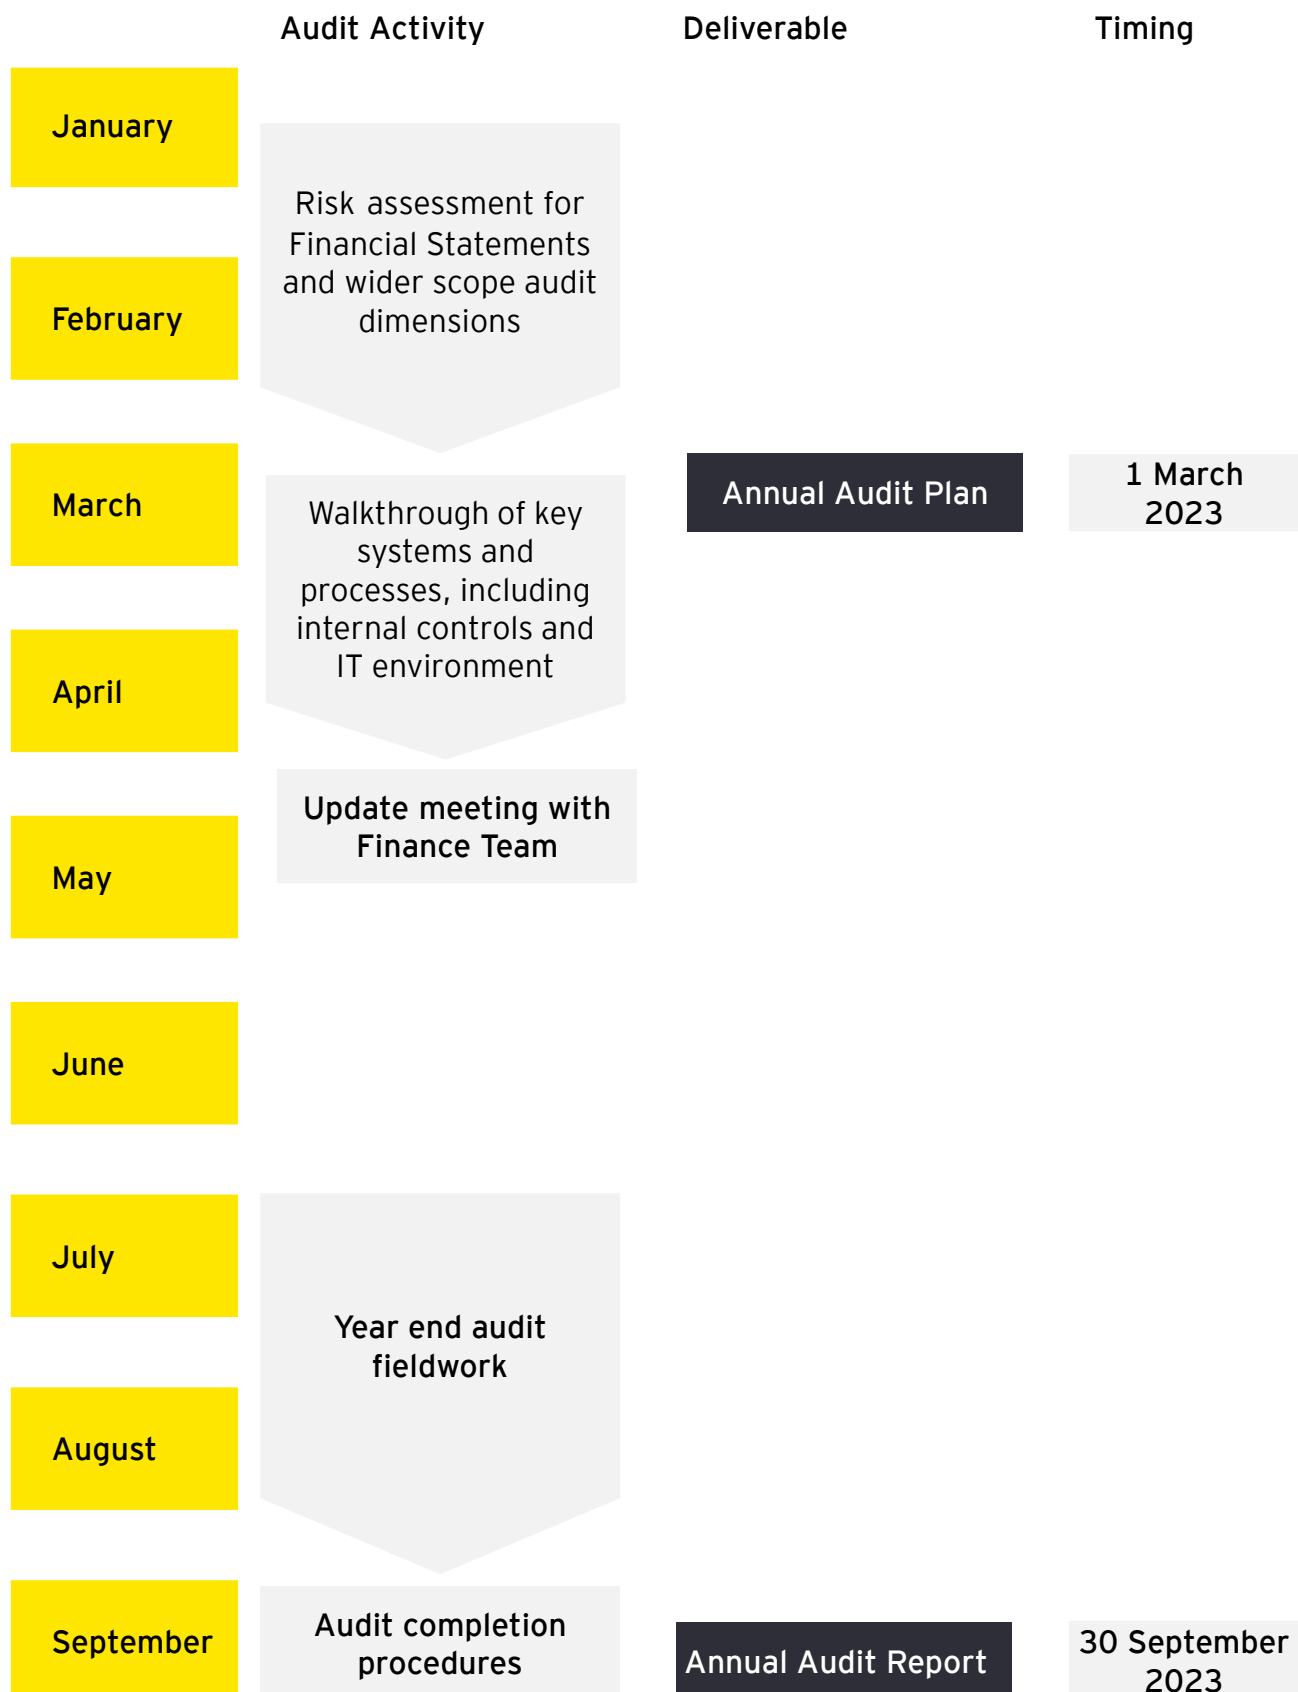 Audit Activity
Deliverable
Timing
January
Risk assessment for
Financial Statements
and wider scope audit
dimensions
February
March
Walkthrough of key
systems and
processes, including
internal controls and
IT environment
Annual Audit Plan
1 March
2023
April
Update meeting with
Finance Team
May
June
July
Year end audit
fieldwork
August
September
Audit completion
procedures
Annual Audit Report
30 September
2023